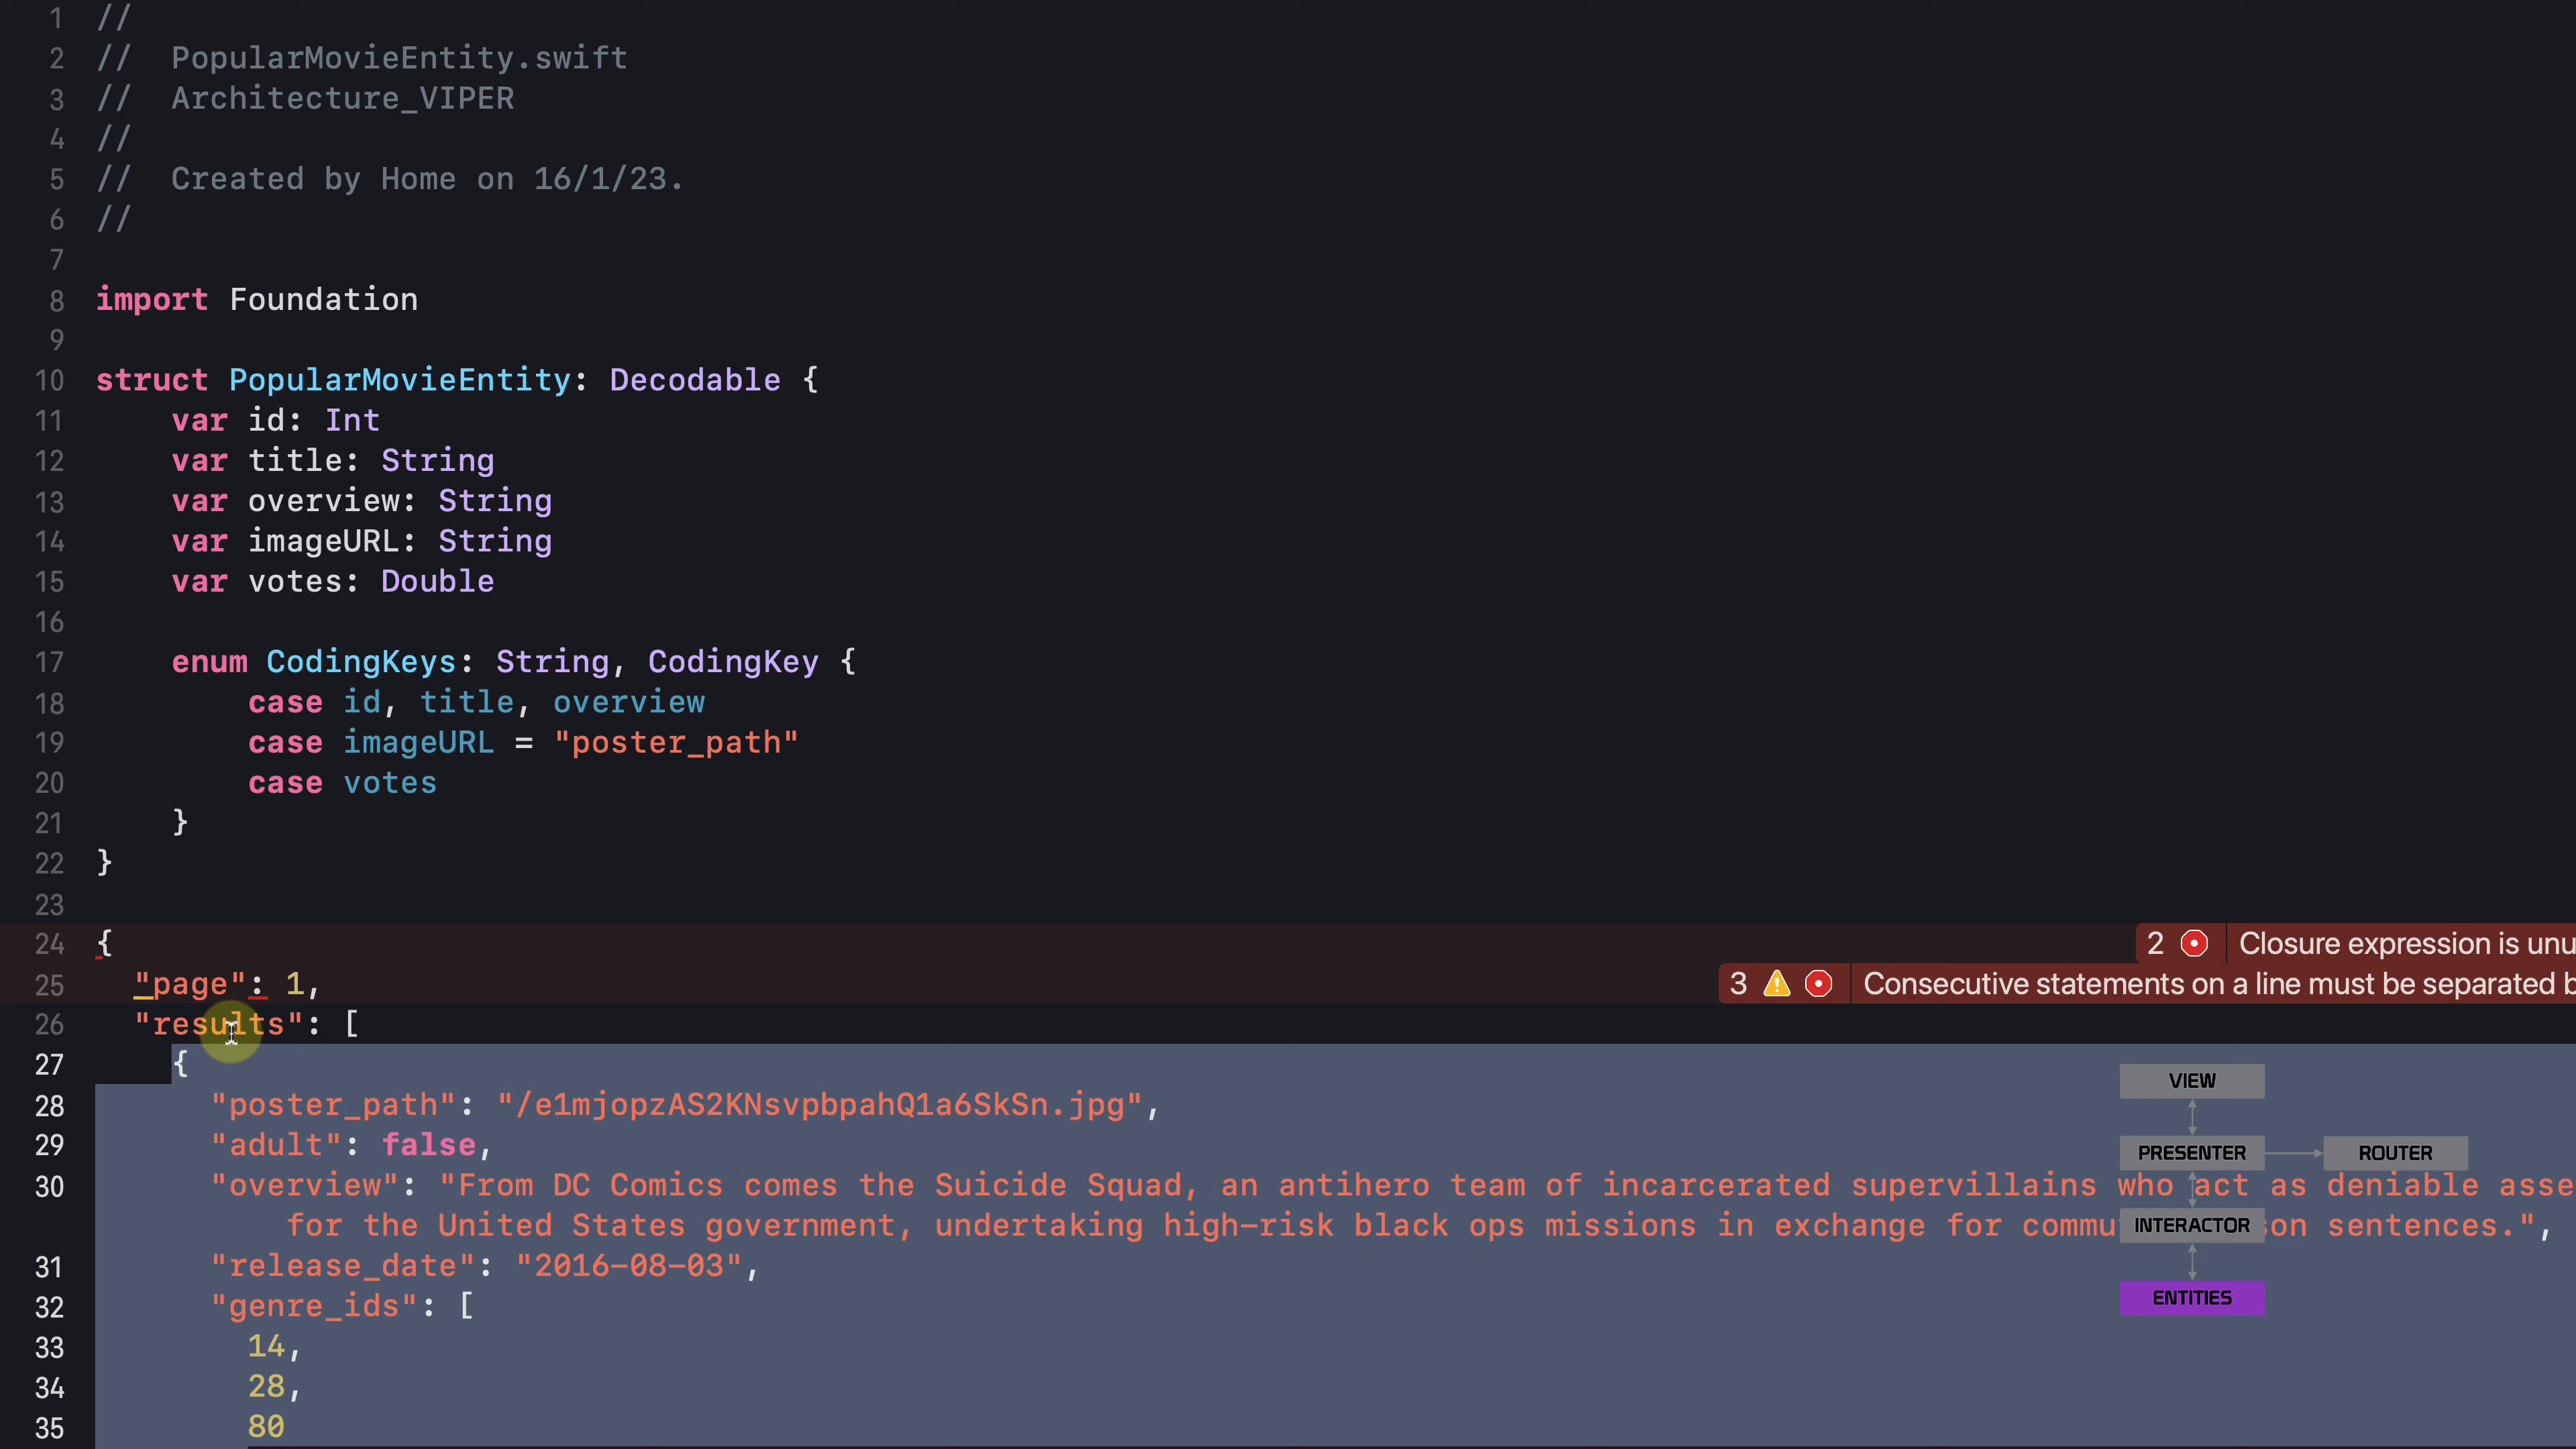 1 //
2 //  PopularMovieEntity.swift
3 //  Architecture_VIPER
4 //
5 //  Created by Home on 16/1/23.
6 //
7
8 import Foundation
9
10 struct PopularMovieEntity: Decodable {
11     var id: Int
12     var title: String
13     var overview: String
14     var imageURL: String
15     var votes: Double
16
17     enum CodingKeys: String, CodingKey {
18         case id, title, overview
19         case imageURL = "poster_path"
20         case votes
21     }
22 }
23
24 {
2 Closure expression is unu
25   "page": 1,
3 Consecutive statements on a line must be separated b
26   "results": [
27     {
28       "poster_path": "/e1mjopzAS2KNsvpbpahQ1a6SkSn.jpg",
29       "adult": false,
30       "overview": "From DC Comics comes the Suicide Squad, an antihero team of incarcerated supervillains who act as deniable asse
for the United States government, undertaking high-risk black ops missions in exchange for commu son sentences.",
31       "release_date": "2016-08-03",
32       "genre_ids": [
33         14,
34         28,
35         80
VIEW
PRESENTER
ROUTER
INTERACTOR
ENTITIES